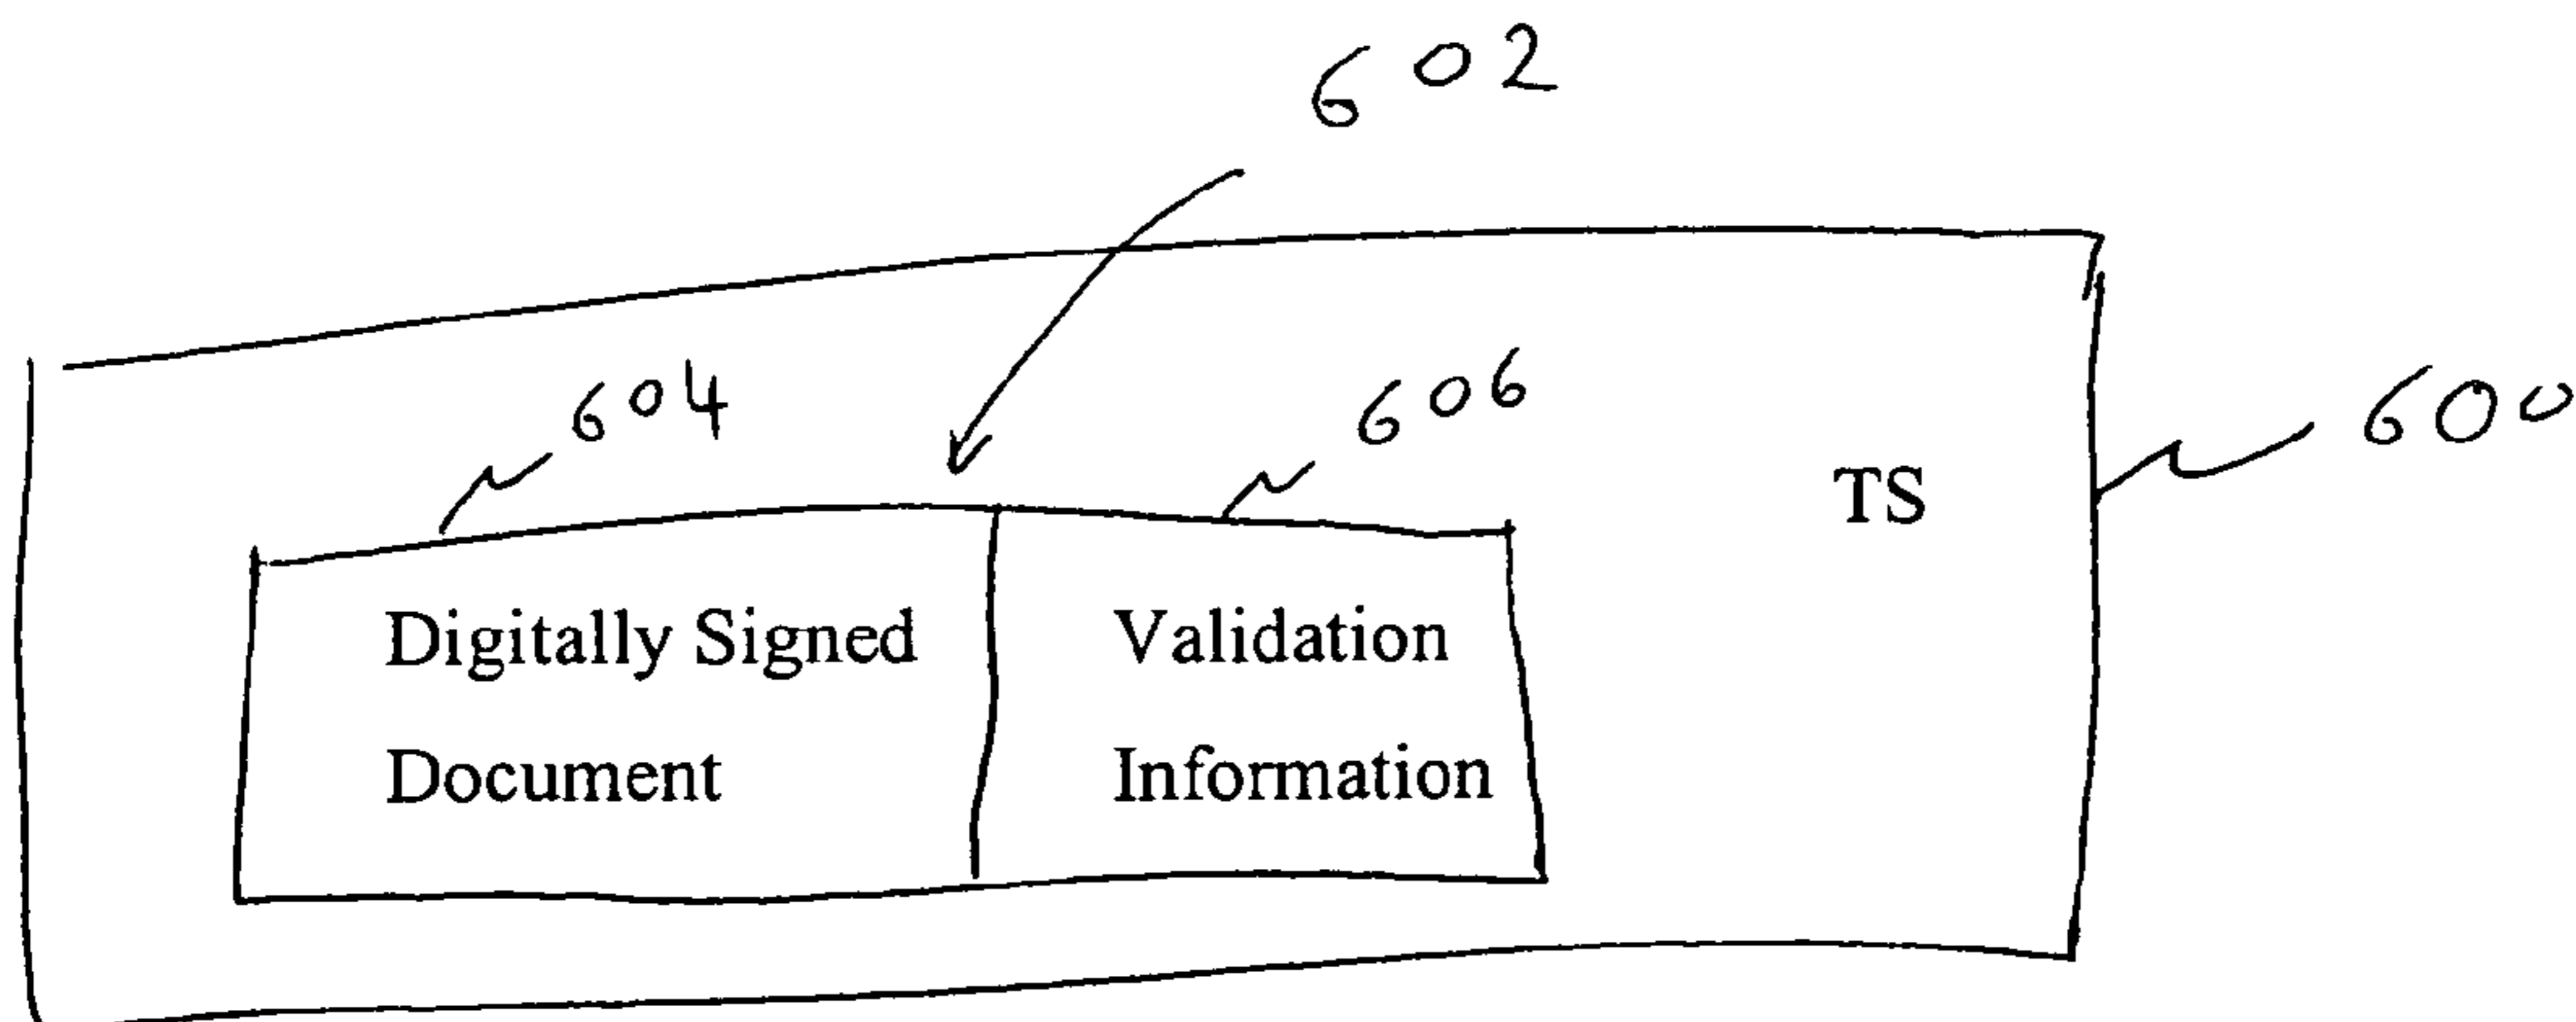 602
604
606
600
TS
Digitally Signed
Document
Validation
Information